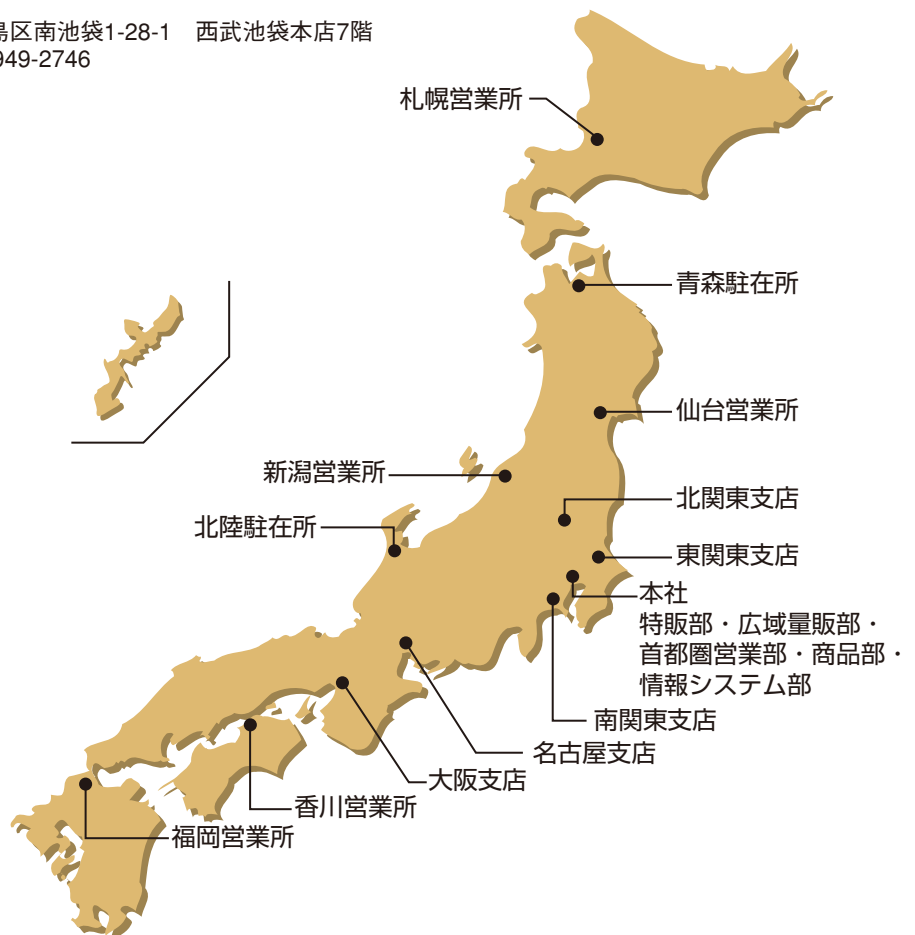 島区南池袋1-28-1　西武池袋本店7階
949-2746
札幌営業所
青森駐在所
仙台営業所
新潟営業所
北関東支店
北陸駐在所
東関東支店
本社
特販部・広域量販部・
首都圏営業部・商品部・
情報システム部
南関東支店
名古屋支店
大阪支店
香川営業所
福岡営業所